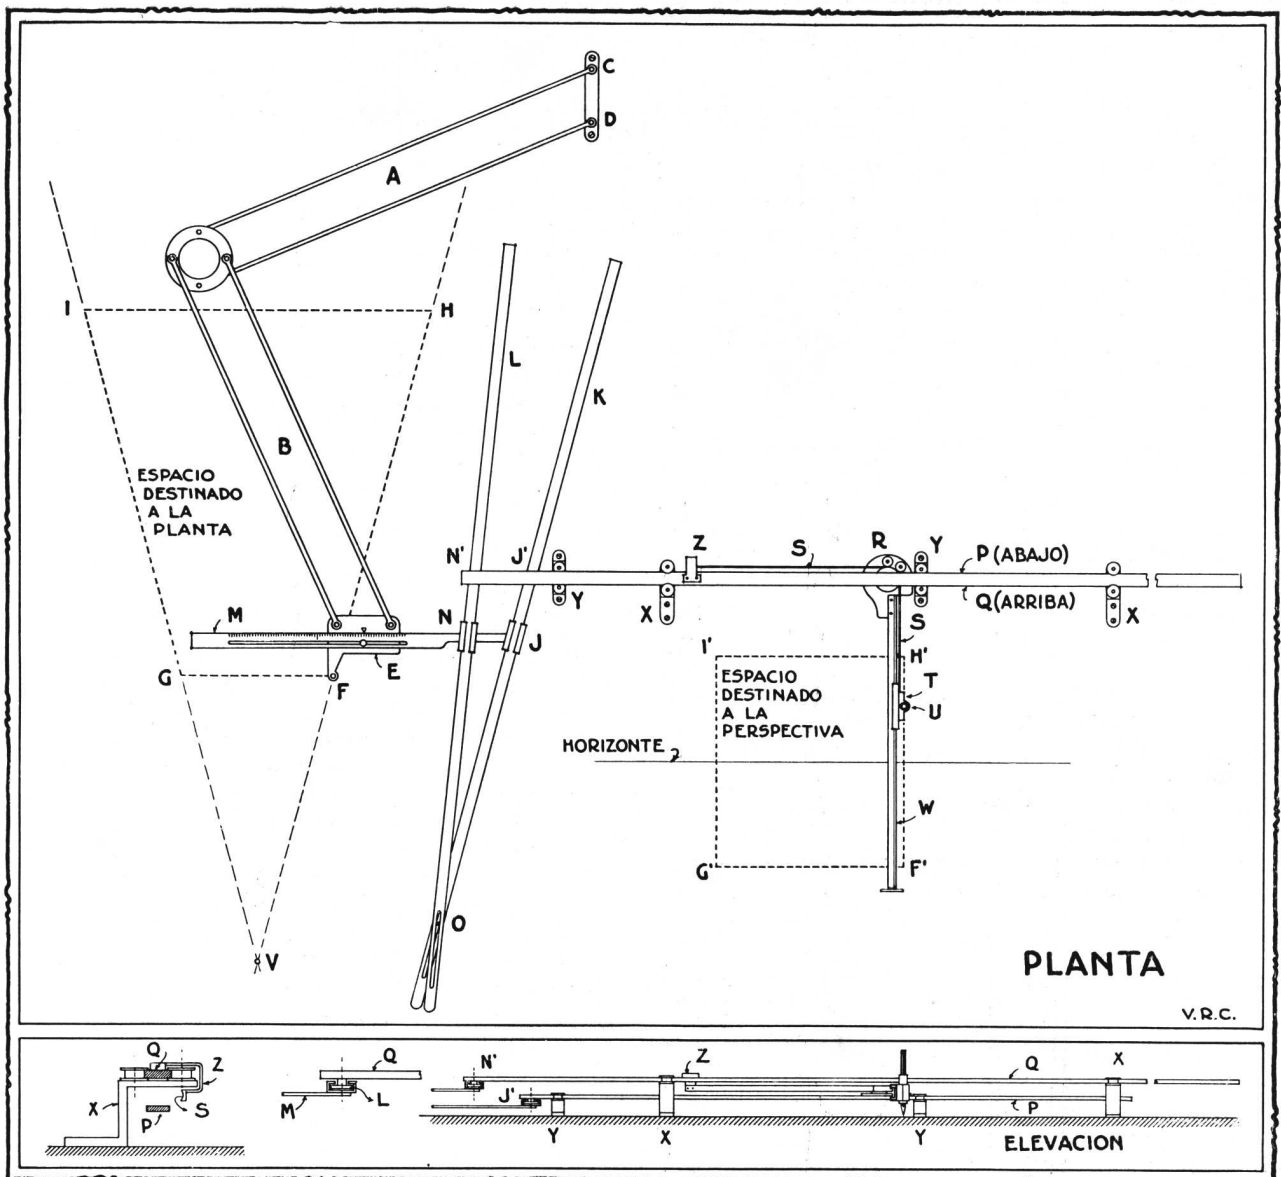 C
D
A
I
H
L
K
B
ESPACIO
DESTINADO
A LA
PLANTA
N'
J'
Z
S
R
Y
P (ABAJO)
Q (ARRIBA)
Y
X
X
M
N
J
E
G
F
S
I'
H'
T
U
ESPACIO
DESTINADO
A LA
PERSPECTIVA
HORIZONTE
W
G'
F'
O
V
PLANTA
V.R.C.
Q
Z
X
P
S
Q
M
L
N'
J'
Z
Q
X
P
Y
X
Y
ELEVACION